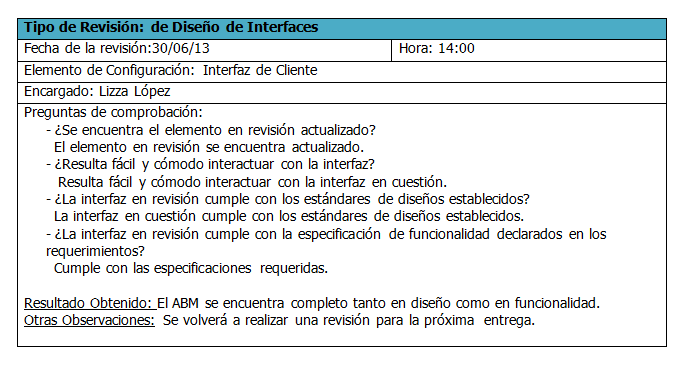 Tipo de Revisión: de Diseño de Interfaces
Fecha de la revisión:30/06/13 Hora: 14:00
Elemento de Configuración: Interfaz de Cliente
Encargado: Lizza López
Preguntas de comprobación:
- ¿Se encuentra el elemento en revisión actualizado?
El elemento en revisión se encuentra actualizado.
- ¿Resulta fácil y cómodo interactuar con la interfaz?
Resulta fácil y cómodo interactuar con la interfaz en cuestión.
- ¿La interfaz en revisión cumple con los estándares de diseños establecidos?
La interfaz en cuestión cumple con los estándares de diseños establecidos.
- ¿La interfaz en revisión cumple con la especificación de funcionalidad declarados en los
requerimientos?
Cumple con las especificaciones requeridas.
Resultado Obtenido: El ABM se encuentra completo tanto en diseño como en funcionalidad.
Otras Observaciones: Se volverá a realizar una revisión para la próxima entrega.